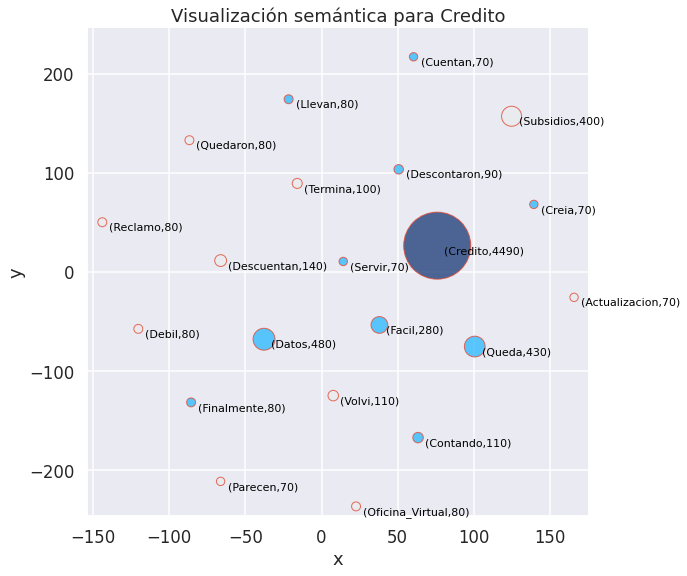 Visualización semántica para Credito
(Cuentan,70)
(Llevan,80)
(Subsidios,400)
(Quedaron,80)
(Descontaron,90)
(Termina,100)
(Creia,70)
(Reclamo,80)
(Credito,4490)
(Descuentan,140)
(Servir,70)
(Actualizacion,70)
(Debil,80)
(Datos,480)
(Facil,280)
(Queda,430)
(Finalmente,80)
(Volvi,110)
(Contando,110)
(Parecen,70)
(Oficina_Virtual,80)
200
100
0
−100
−200
y
−150
−100
−50
0
50
100
150
x